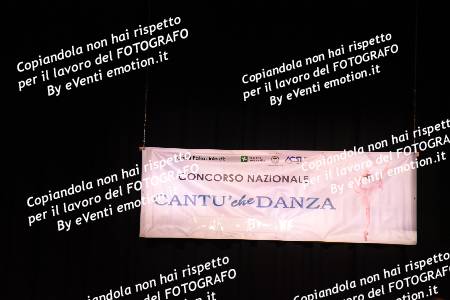 Copiandola non hai rispetto
per il lavoro del FOTOGRAFO
By eVenti emotion.it
Copiandola non hai rispetto
per il lavoro del FOTOGRAFO
By eVenti emotion.it
CONCORSO NAZIONALE
CANTU'che DANZA
Copiandola non hai rispetto
per il lavoro del FOTOGRAFO
By eVenti emotion.it
Copiandola non hai rispetto
per il lavoro del FOTOGRAFO
By eVenti emotion.it
Copiandola non hai rispetto
per il lavoro del FOTOGRAFO
eVenti emotion.it
Copiandola non hai rispetto
per il lavoro del FOTOGRAFO